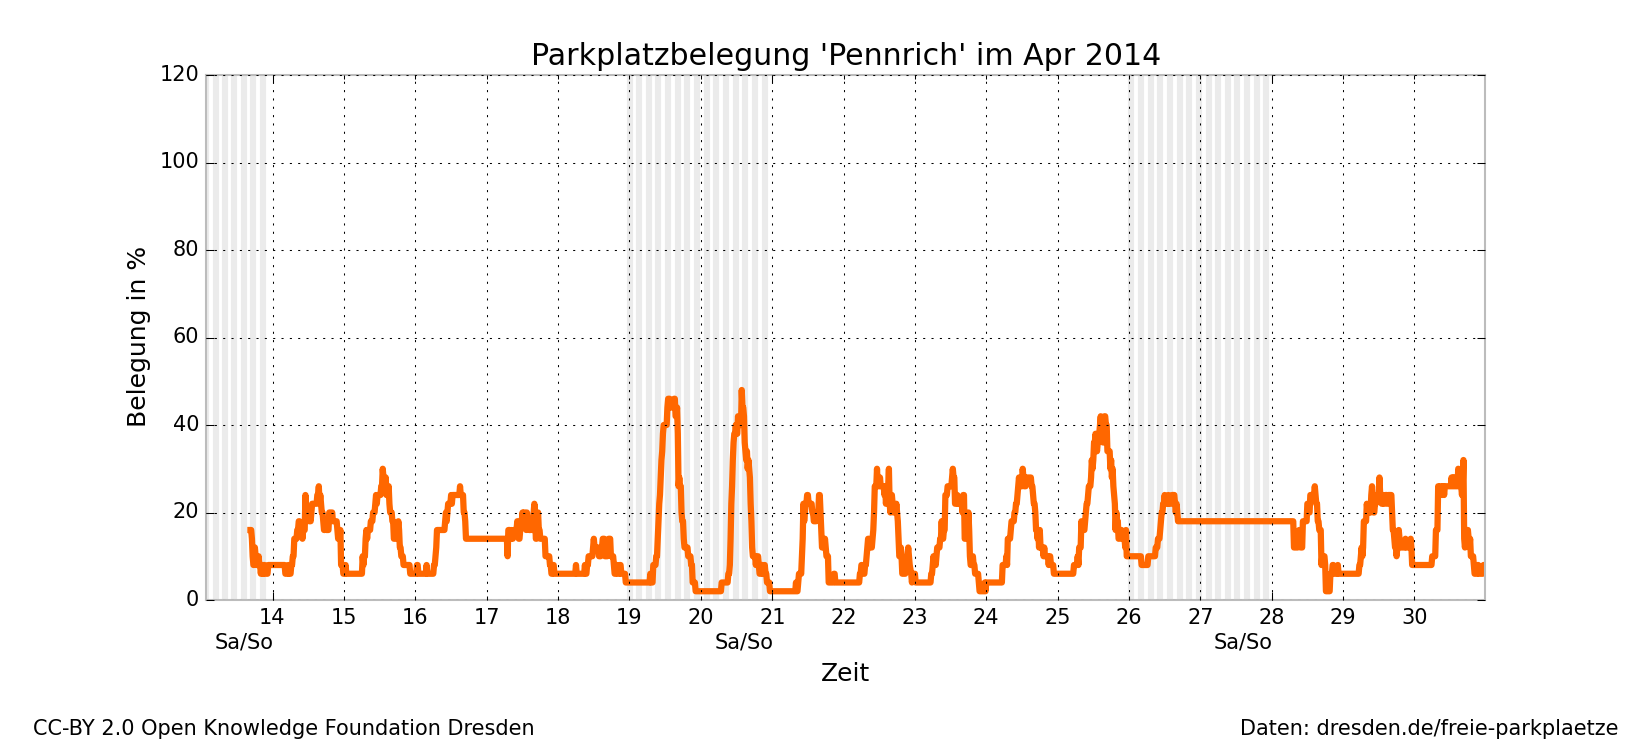 Parkplatzbelegung 'Pennrich' im Apr 2014
120
100
80
60
40
20
0
Belegung in %
14 15 16 17 18 19 20 21 22 23 24 25 26 27 28 29 30
Sa/So Sa/So Sa/So
Zeit
CC-BY 2.0 Open Knowledge Foundation Dresden
Daten: dresden.de/freie-parkplaetze